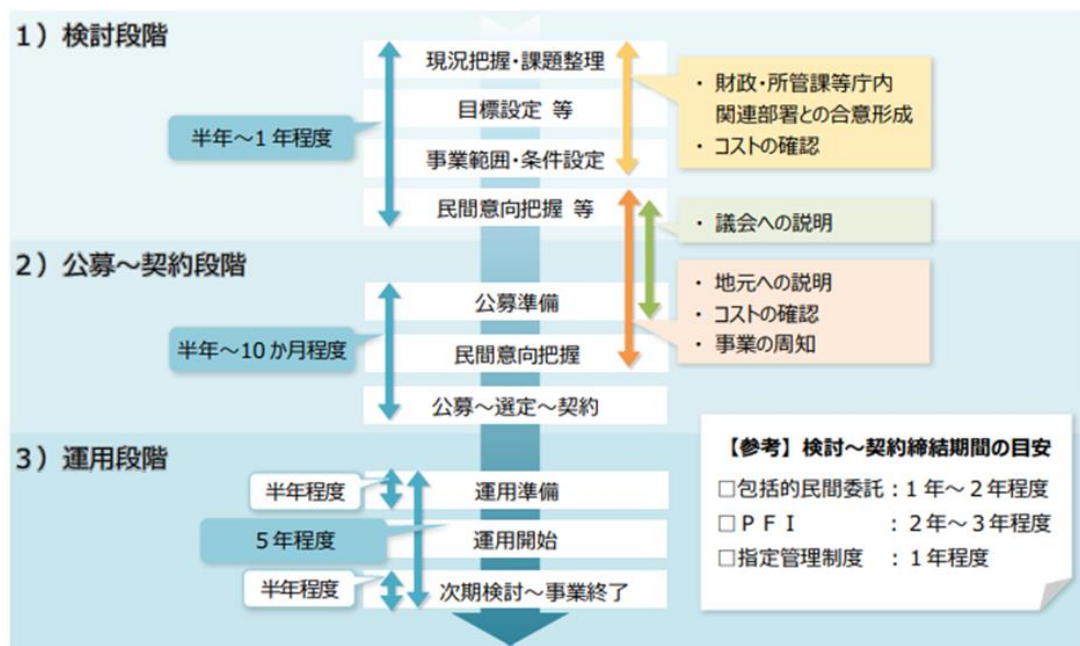 1）検討段階
現況把握・課題整理
目標設定 等
事業範囲・条件設定
民間意向把握 等
半年～1年程度
・ 財政・所管課等庁内
関連部署との合意形成
・ コストの確認
・ 議会への説明
2）公募～契約段階
公募準備
民間意向把握
公募～選定～契約
半年～10か月程度
・ 地元への説明
・ コストの確認
・ 事業の周知
3）運用段階
半年程度
運用準備
5年程度
運用開始
半年程度
次期検討～事業終了
【参考】検討～契約締結期間の目安
□包括的民間委託：1年～2年程度
□ＰＦＩ ：2年～3年程度
□指定管理制度 ：1年程度